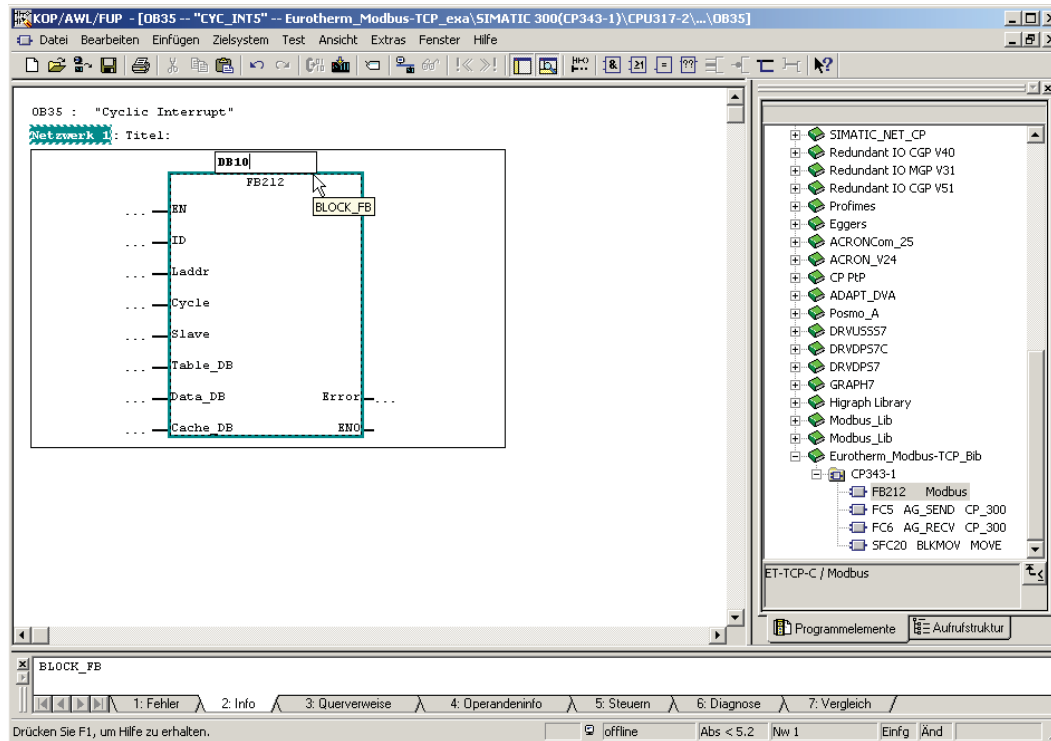 KOP/AWL/FUP - [OB35 -- "CYC_INT5" -- Eurotherm_Modbus-TCP_exa\SIMATIC 300(CP343-1)\CPU317-2\...\OB35]
Datei Bearbeiten Einfügen Zielsystem Test Ansicht Extras Fenster Hilfe
OB35 : "Cyclic Interrupt"
Netzwerk 1: Titel:
DB10
FB212
BLOCK_FB
... EN
... ID
... Laddr
... Cycle
... Slave
... Table_DB
... Data_DB Error ...
... Cache_DB ENO
SIMATIC_NET_CP
Redundant IO CGP V40
Redundant IO MGP V31
Redundant IO CGP V51
Profimes
Eggers
ACRONCom_25
ACRON_V24
CP PtP
ADAPT_DVA
Posmo_A
DRVUSSS7
DRVDPS7C
DRVDPS7
GRAPH7
Higraph Library
Modbus_Lib
Modbus_Lib
Eurotherm_Modbus-TCP_Bib
CP343-1
FB212 Modbus
FC5 AG_SEND CP_300
FC6 AG_RECV CP_300
SFC20 BLKMOV MOVE
ET-TCP-C / Modbus
Programmelemente Aufrufstruktur
BLOCK_FB
1: Fehler 2: Info 3: Querverweise 4: Operandeninfo 5: Steuern 6: Diagnose 7: Vergleich
Drücken Sie F1, um Hilfe zu erhalten. offline Abs < 5.2 Nw 1 Einfg Änd